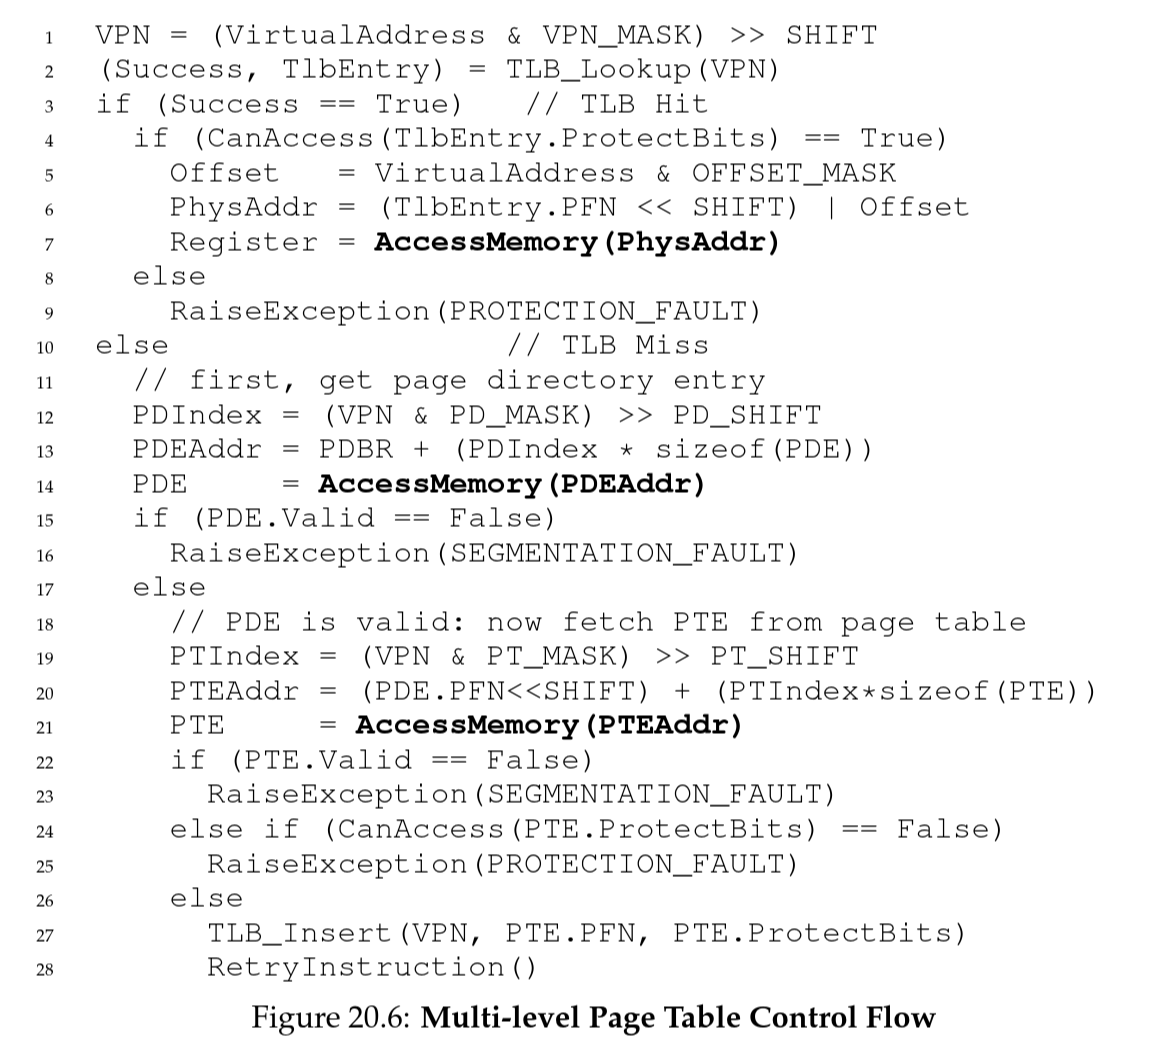 1 VPN = (VirtualAddress & VPN_MASK) >> SHIFT
2 (Success, TlbEntry) = TLB_Lookup(VPN)
3 if (Success == True) // TLB Hit
4 if (CanAccess(TlbEntry.ProtectBits) == True)
5 Offset = VirtualAddress & OFFSET_MASK
6 PhysAddr = (TlbEntry.PFN << SHIFT) | Offset
7 Register = AccessMemory(PhysAddr)
8 else
9 RaiseException(PROTECTION_FAULT)
10 else // TLB Miss
11 // first, get page directory entry
12 PDIndex = (VPN & PD_MASK) >> PD_SHIFT
13 PDEAddr = PDBR + (PDIndex * sizeof(PDE))
14 PDE = AccessMemory(PDEAddr)
15 if (PDE.Valid == False)
16 RaiseException(SEGMENTATION_FAULT)
17 else
18 // PDE is valid: now fetch PTE from page table
19 PTIndex = (VPN & PT_MASK) >> PT_SHIFT
20 PTEAddr = (PDE.PFN<<SHIFT) + (PTIndex*sizeof(PTE))
21 PTE = AccessMemory(PTEAddr)
22 if (PTE.Valid == False)
23 RaiseException(SEGMENTATION_FAULT)
24 else if (CanAccess(PTE.ProtectBits) == False)
25 RaiseException(PROTECTION_FAULT)
26 else
27 TLB_Insert(VPN, PTE.PFN, PTE.ProtectBits)
28 RetryInstruction()
Figure 20.6: Multi-level Page Table Control Flow